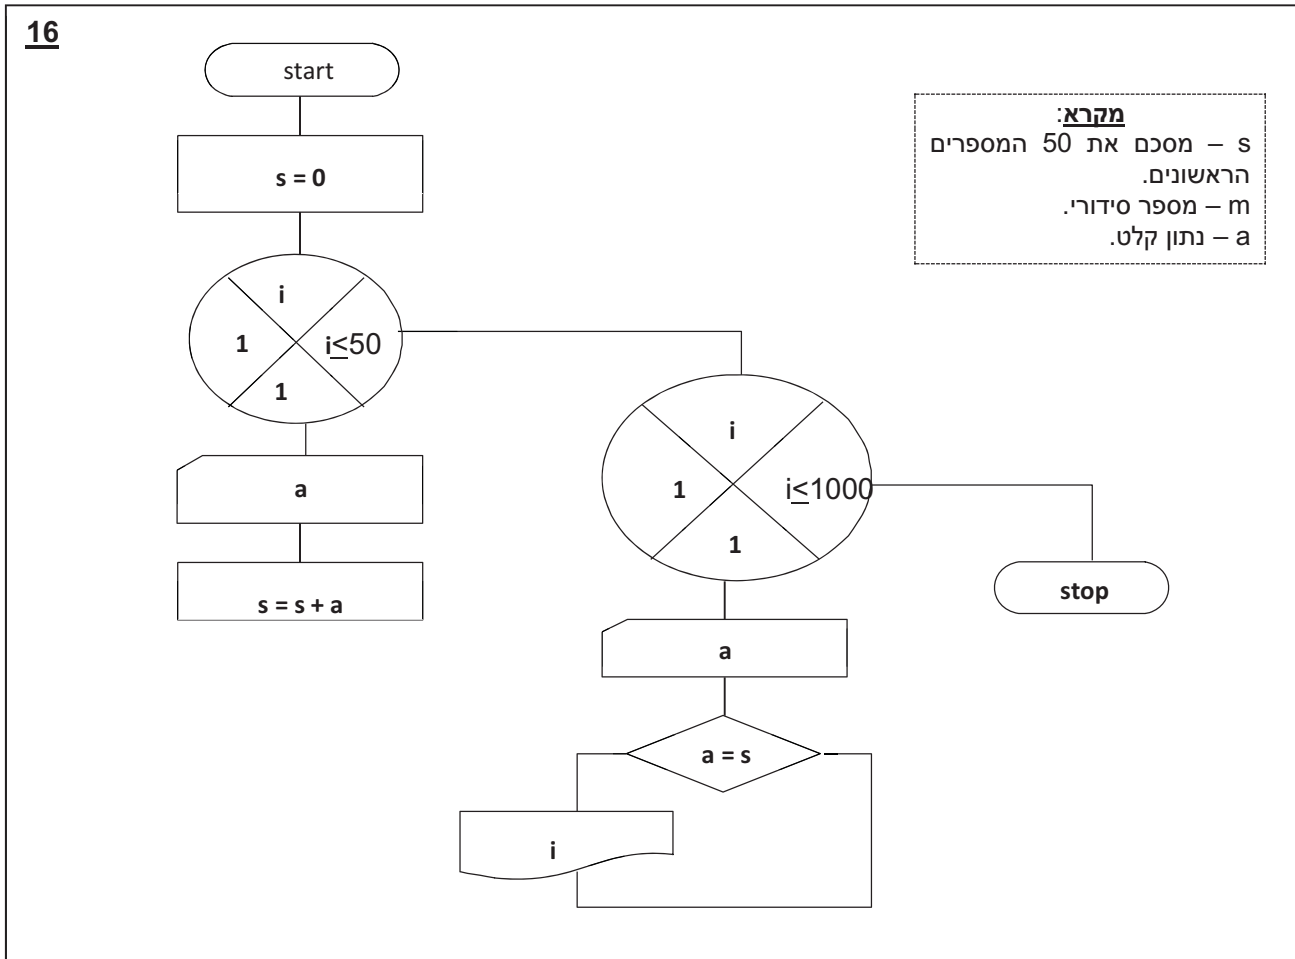 16
start
מקרא:
s – מסכם את 50 המספרים
הראשונים.
m – מספר סידורי.
a – נתון קלט.
s = 0
i
1
i≤50
1
a
s = s + a
i
1
i≤1000
1
stop
a
a = s
i